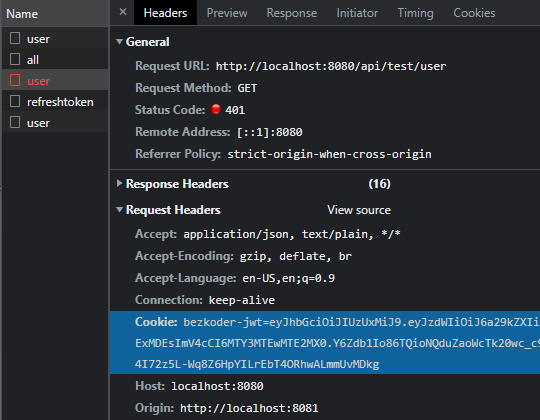 Name
× Headers Preview Response Initiator Timing Cookies
user
all
user
refreshtoken
user
General
Request URL: http://localhost:8080/api/test/user
Request Method: GET
Status Code: 401
Remote Address: [::1]:8080
Referrer Policy: strict-origin-when-cross-origin
Response Headers (16)
Request Headers View source
Accept: application/json, text/plain, */*
Accept-Encoding: gzip, deflate, br
Accept-Language: en-US,en;q=0.9
Connection: keep-alive
Cookie: bezkoder-jwt=eyJhbGciOiJIUzUxMiJ9.eyJzdWIiOiJ6a29kZXIi
ExMDEsImV4cCI6MTY3MTEwMTE2MX0.Y6Zdb1Io86TQioNQduZaoWcTk20wc_c9
4I72z5L-Wq8Z6HpYILrEbT4ORhwALmmUvMDkg
Host: localhost:8080
Origin: http://localhost:8081